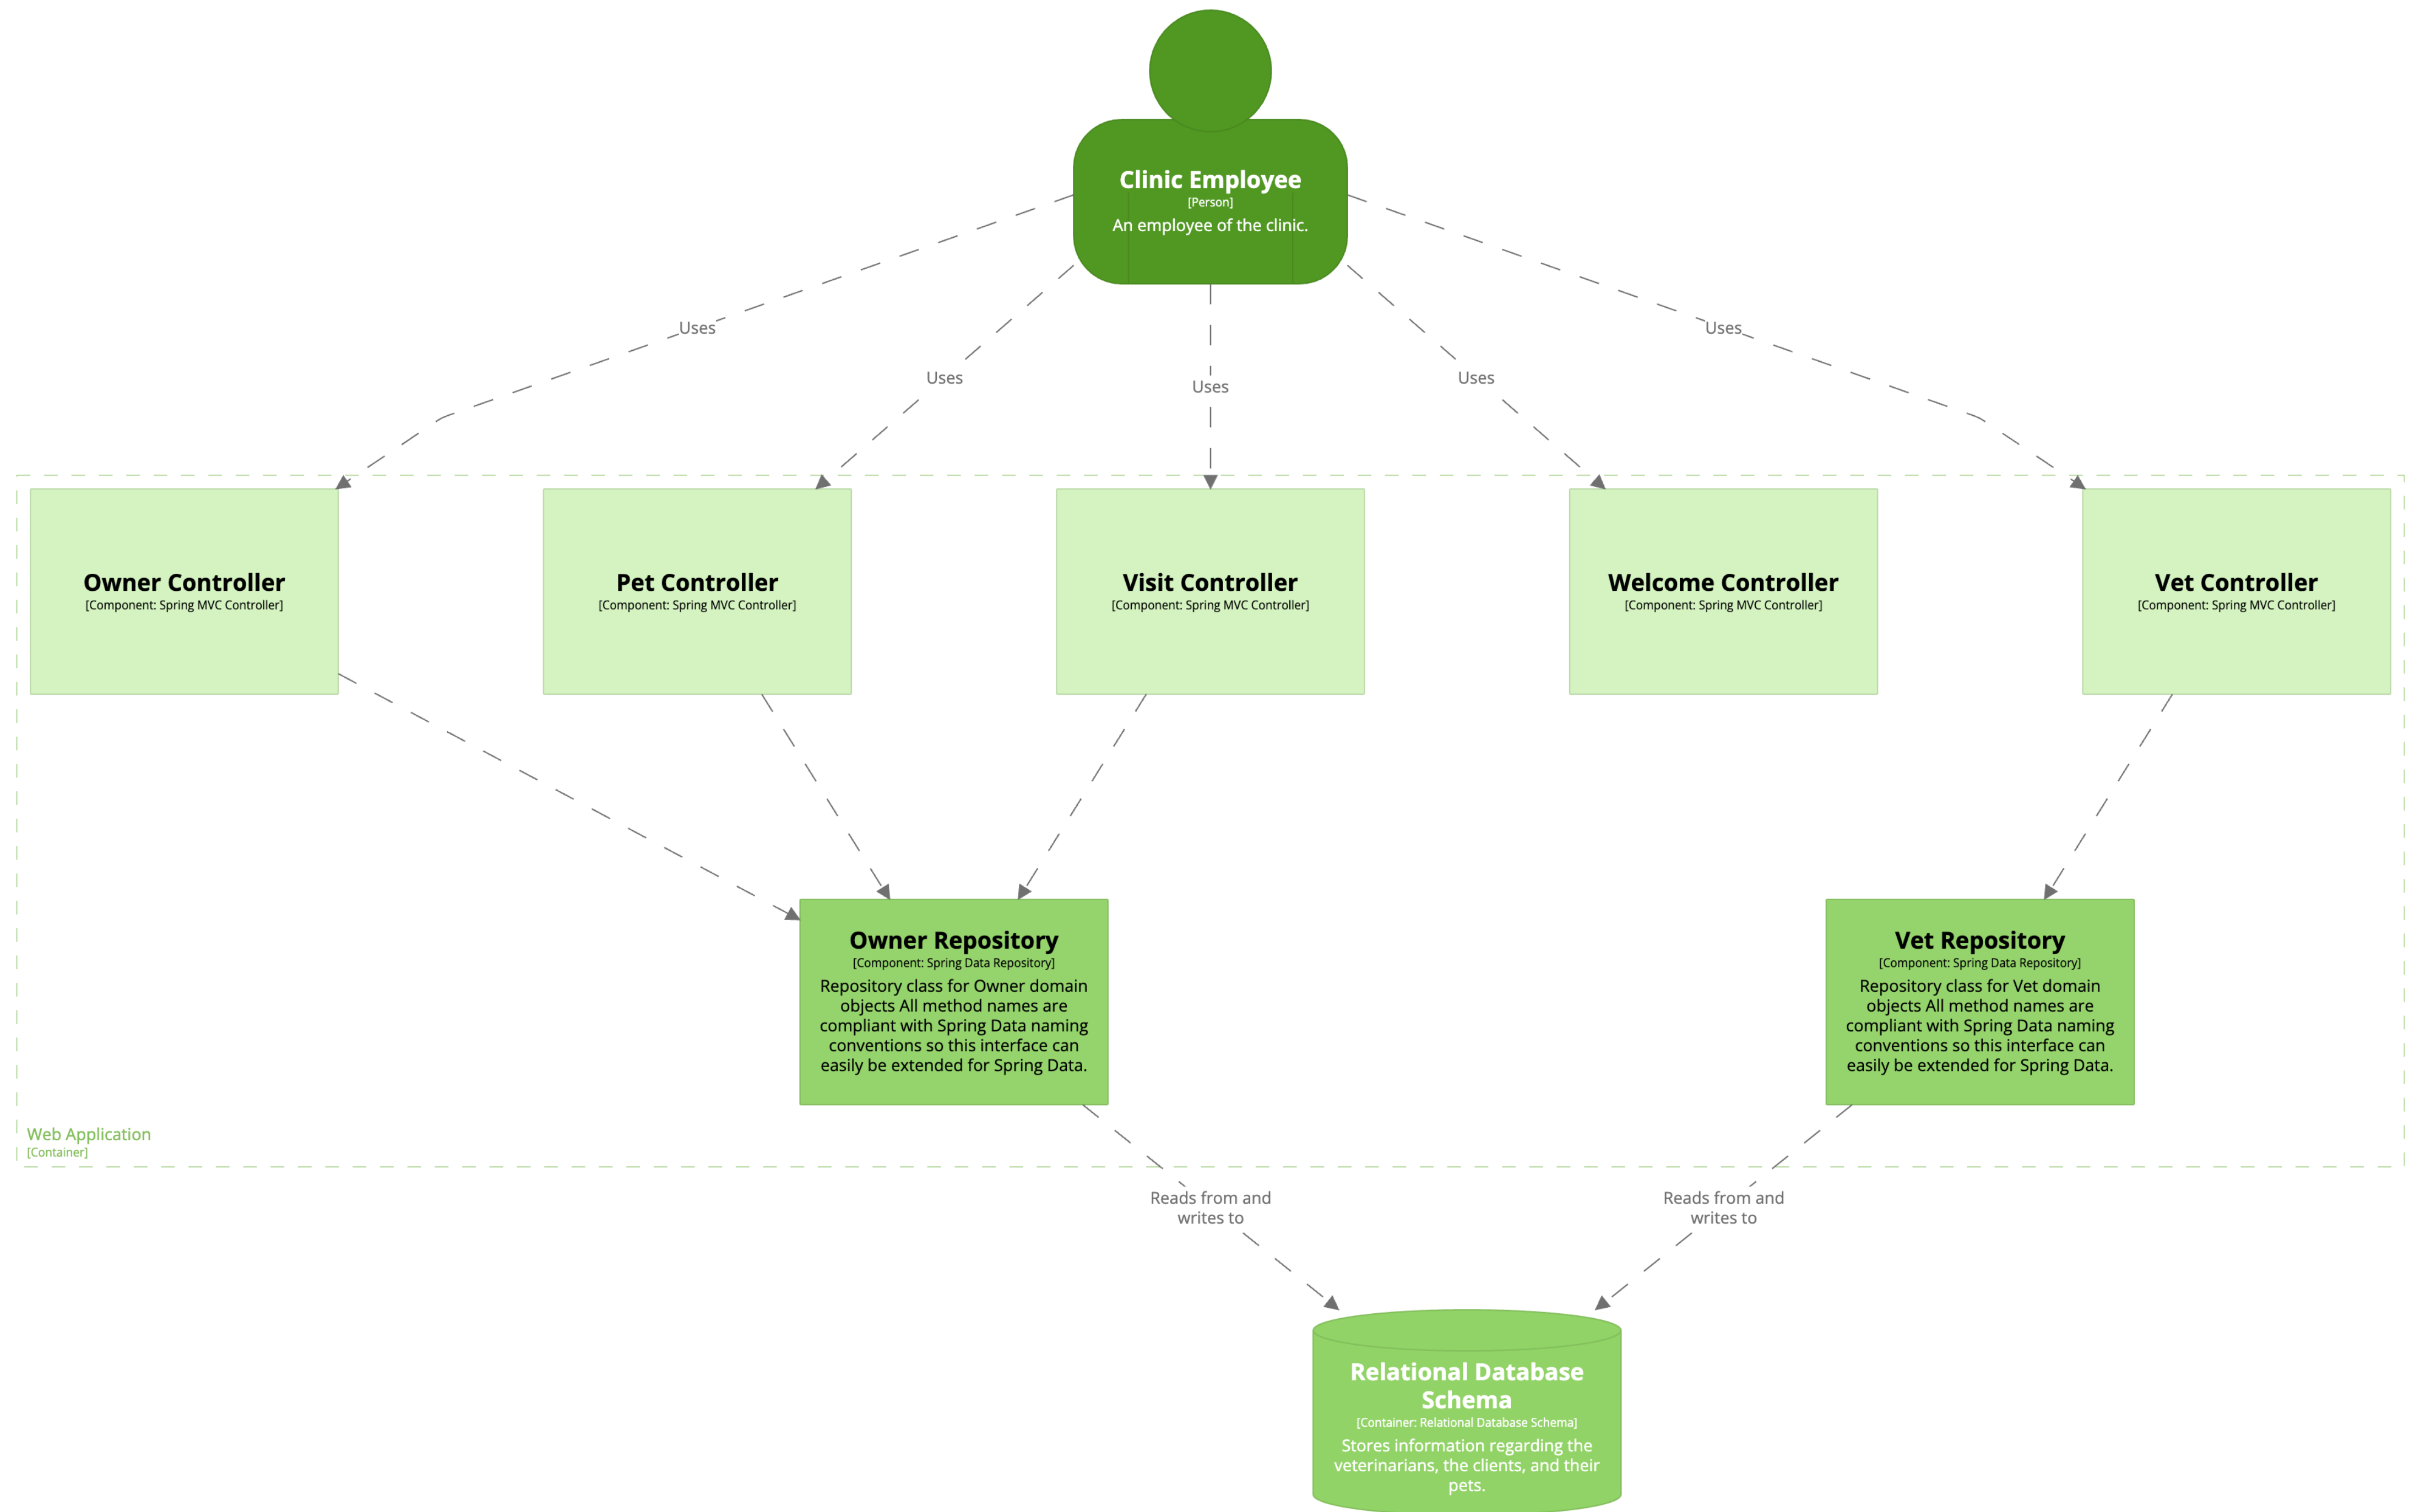 Clinic Employee
[Person]
An employee of the clinic.
Uses
Uses
Uses
Uses
Uses
Owner Controller
[Component: Spring MVC Controller]
Pet Controller
[Component: Spring MVC Controller]
Visit Controller
[Component: Spring MVC Controller]
Welcome Controller
[Component: Spring MVC Controller]
Vet Controller
[Component: Spring MVC Controller]
Owner Repository
[Component: Spring Data Repository]
Repository class for Owner domain
objects All method names are
compliant with Spring Data naming
conventions so this interface can
easily be extended for Spring Data.
Vet Repository
[Component: Spring Data Repository]
Repository class for Vet domain
objects All method names are
compliant with Spring Data naming
conventions so this interface can
easily be extended for Spring Data.
Web Application
[Container]
Reads from and
writes to
Reads from and
writes to
Relational Database
Schema
[Container: Relational Database Schema]
Stores information regarding the
veterinarians, the clients, and their
pets.